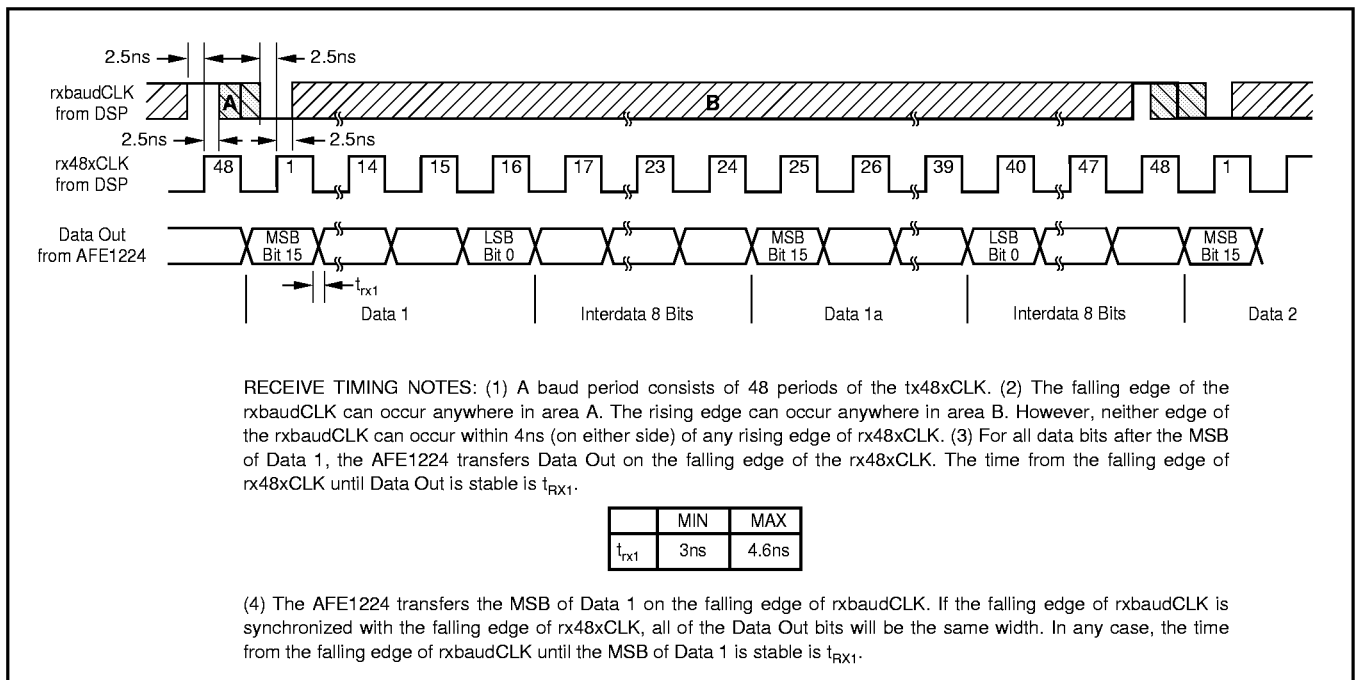 2.5ns 2.5ns
rxbaudCLK
from DSP
A B
2.5ns 2.5ns
rx48xCLK
from DSP
48 1 14 15 16 17 23 24 25 26 39 40 47 48 1
Data Out
from AFE1224
MSB
Bit 15
LSB
Bit 0
MSB
Bit 15
LSB
Bit 0
MSB
Bit 15
trx1
Data 1 Interdata 8 Bits Data 1a Interdata 8 Bits Data 2
RECEIVE TIMING NOTES: (1) A baud period consists of 48 periods of the tx48xCLK. (2) The falling edge of the
rxbaudCLK can occur anywhere in area A. The rising edge can occur anywhere in area B. However, neither edge of
the rxbaudCLK can occur within 4ns (on either side) of any rising edge of rx48xCLK. (3) For all data bits after the MSB
of Data 1, the AFE1224 transfers Data Out on the falling edge of the rx48xCLK. The time from the falling edge of
rx48xCLK until Data Out is stable is tRX1.
MIN MAX
trx1 3ns 4.6ns
(4) The AFE1224 transfers the MSB of Data 1 on the falling edge of rxbaudCLK. If the falling edge of rxbaudCLK is
synchronized with the falling edge of rx48xCLK, all of the Data Out bits will be the same width. In any case, the time
from the falling edge of rxbaudCLK until the MSB of Data 1 is stable is tRX1.